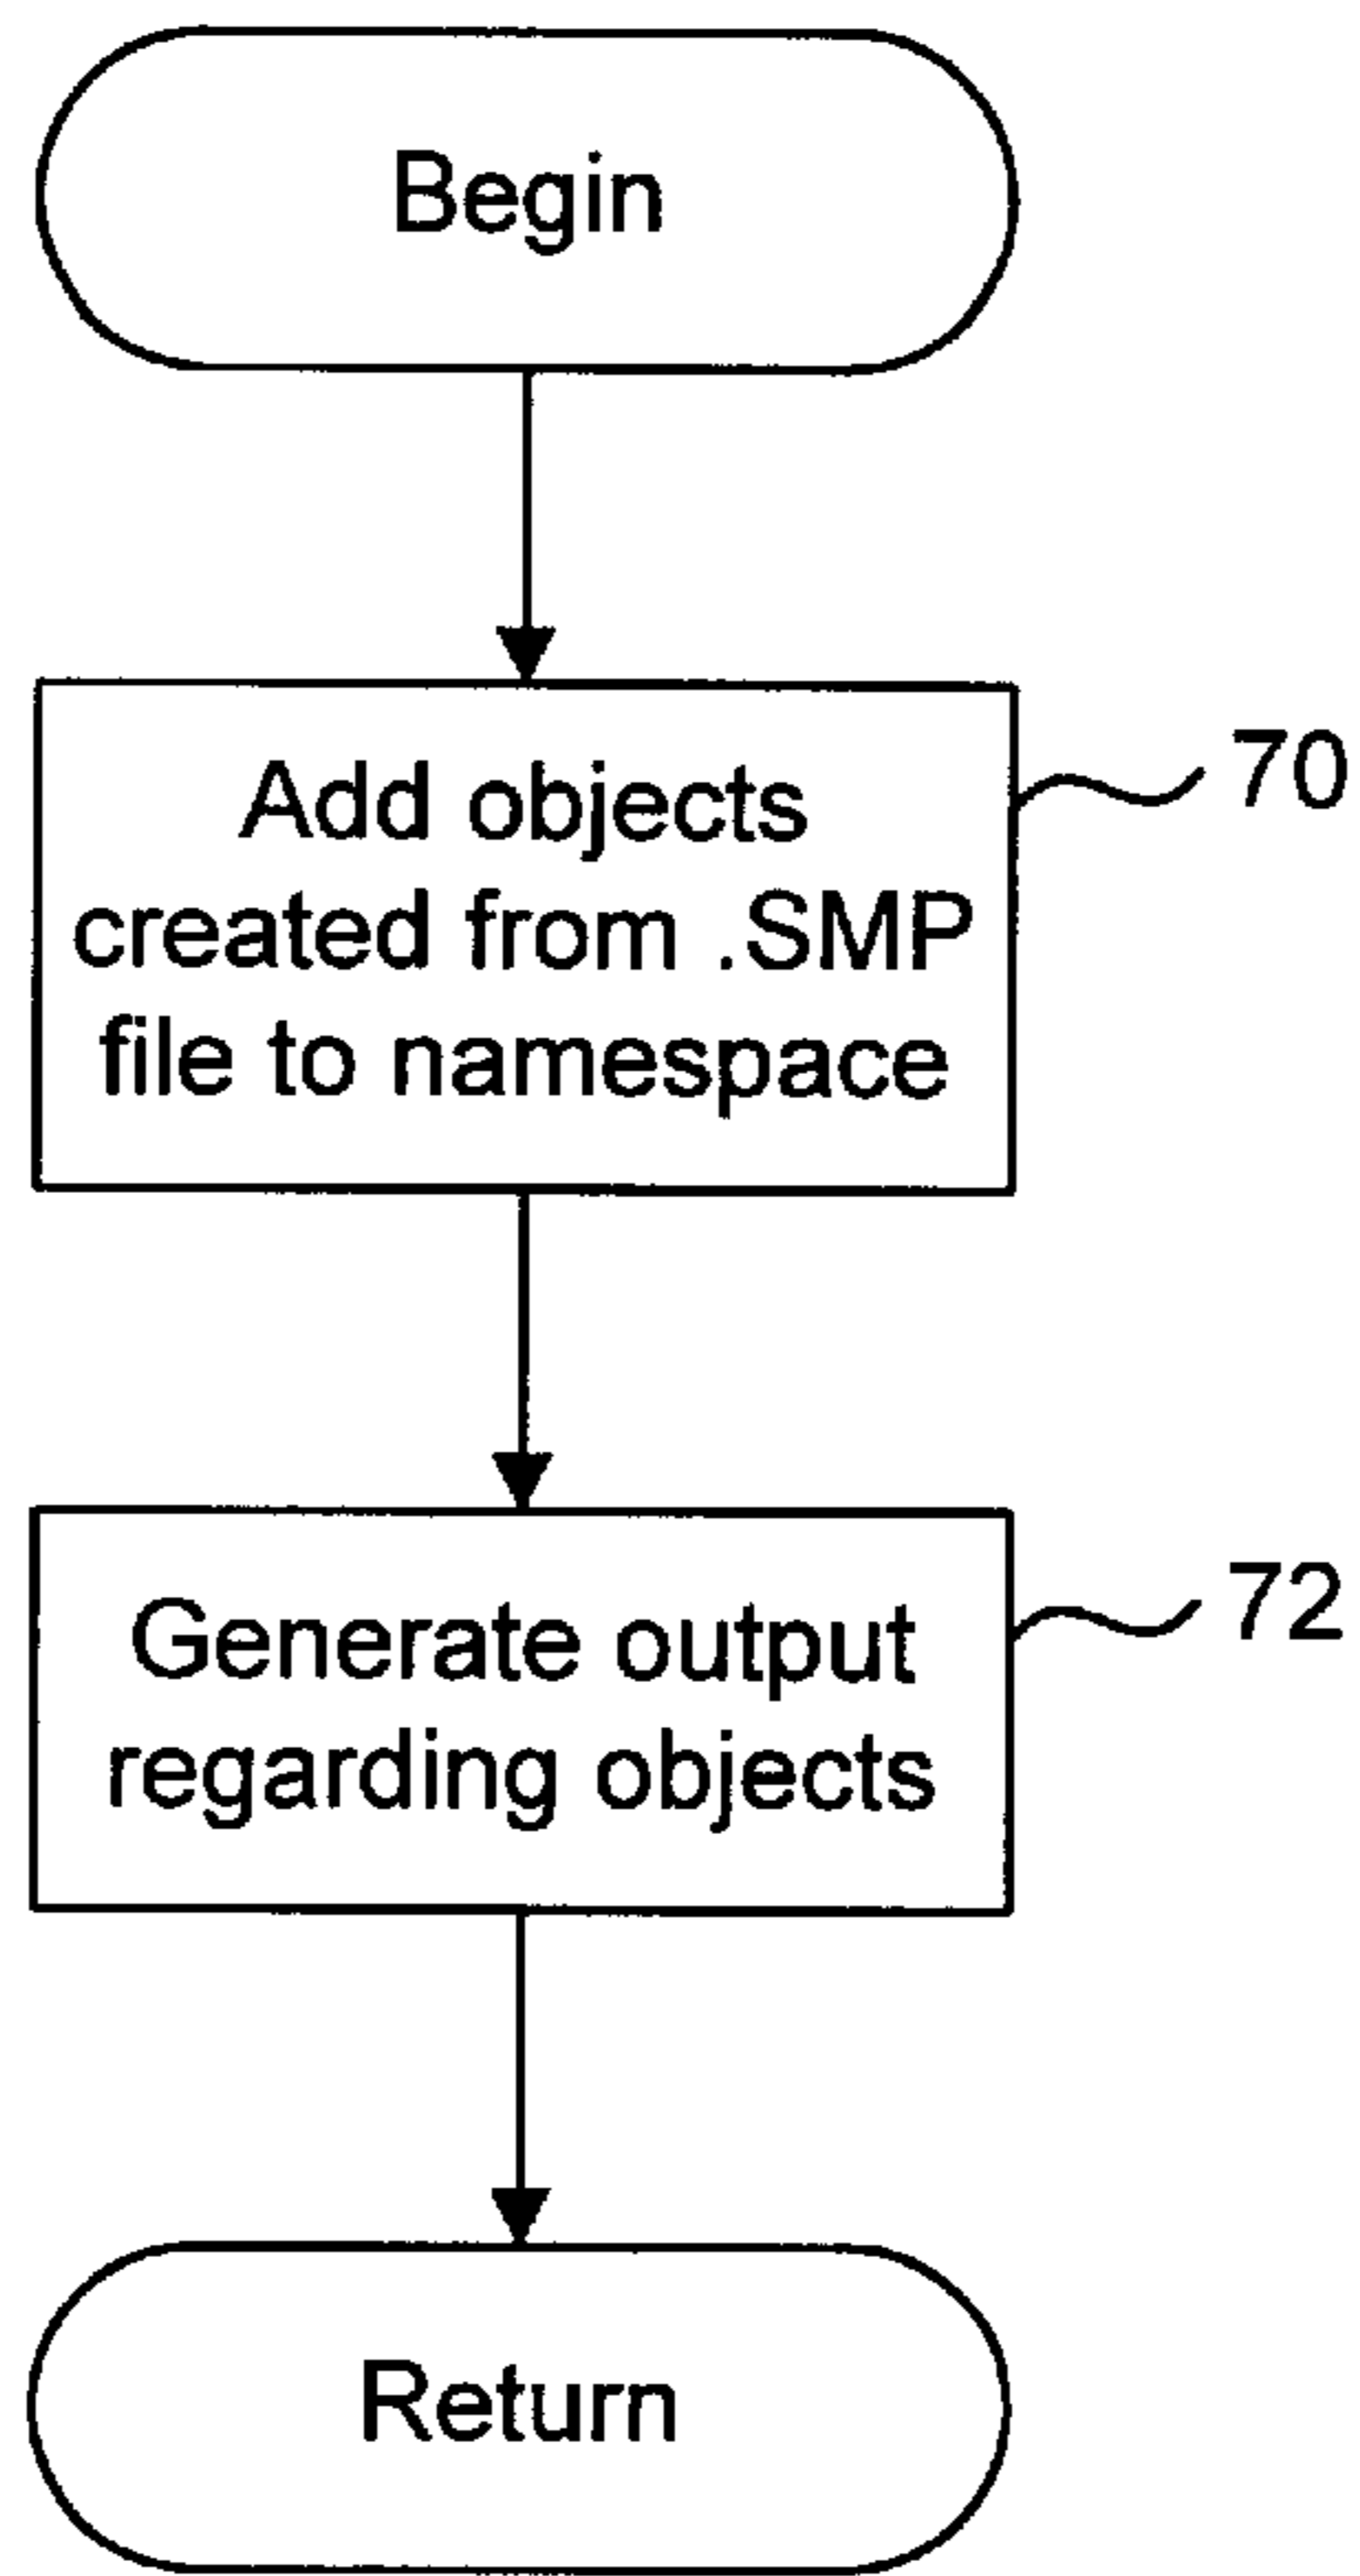 Begin
Add objects
created from .SMP
file to namespace
70
Generate output
regarding objects
72
Return